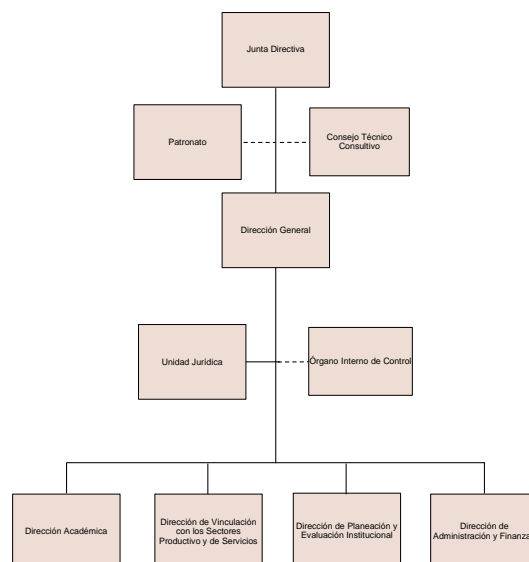 Junta Directiva
Patronato
Consejo Técnico
Consultivo
Dirección General
Unidad Jurídica
Órgano Interno de Control
Dirección Académica
Dirección de Vinculación
con los Sectores
Productivo y de Servicios
Dirección de Planeación y
Evaluación Institucional
Dirección de
Administración y Finanza